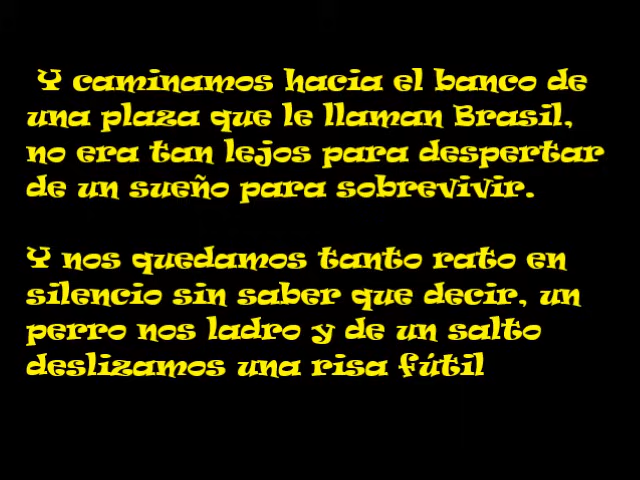 Y caminamos hacia el banco de
una plaza que le llaman Brasil,
no era tan lejos para despertar
de un sueño para sobrevivir.
Y nos quedamos tanto rato en
silencio sin saber que decir, un
perro nos ladro y de un salto
deslizamos una risa fútil